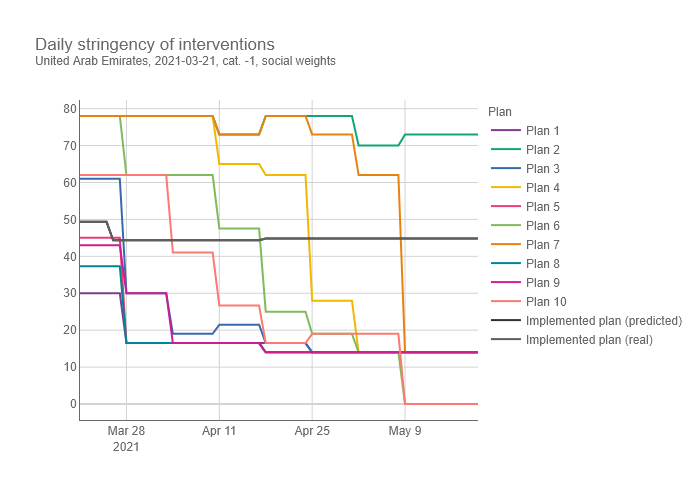 Daily stringency of interventions
United Arab Emirates, 2021-03-21, cat. -1, social weights
80
70
60
50
40
30
20
10
0
Mar 28
2021
Apr 11
Apr 25
May 9
Plan
Plan 1
Plan 2
Plan 3
Plan 4
Plan 5
Plan 6
Plan 7
Plan 8
Plan 9
Plan 10
Implemented plan (predicted)
Implemented plan (real)